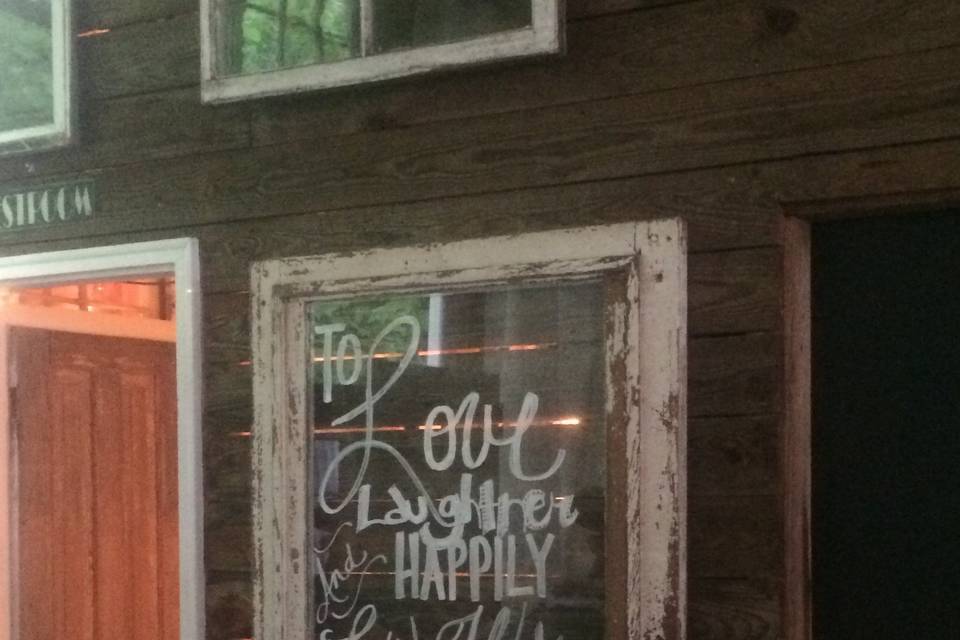 STROOM
To
Love
Laughter
And HAPPILY